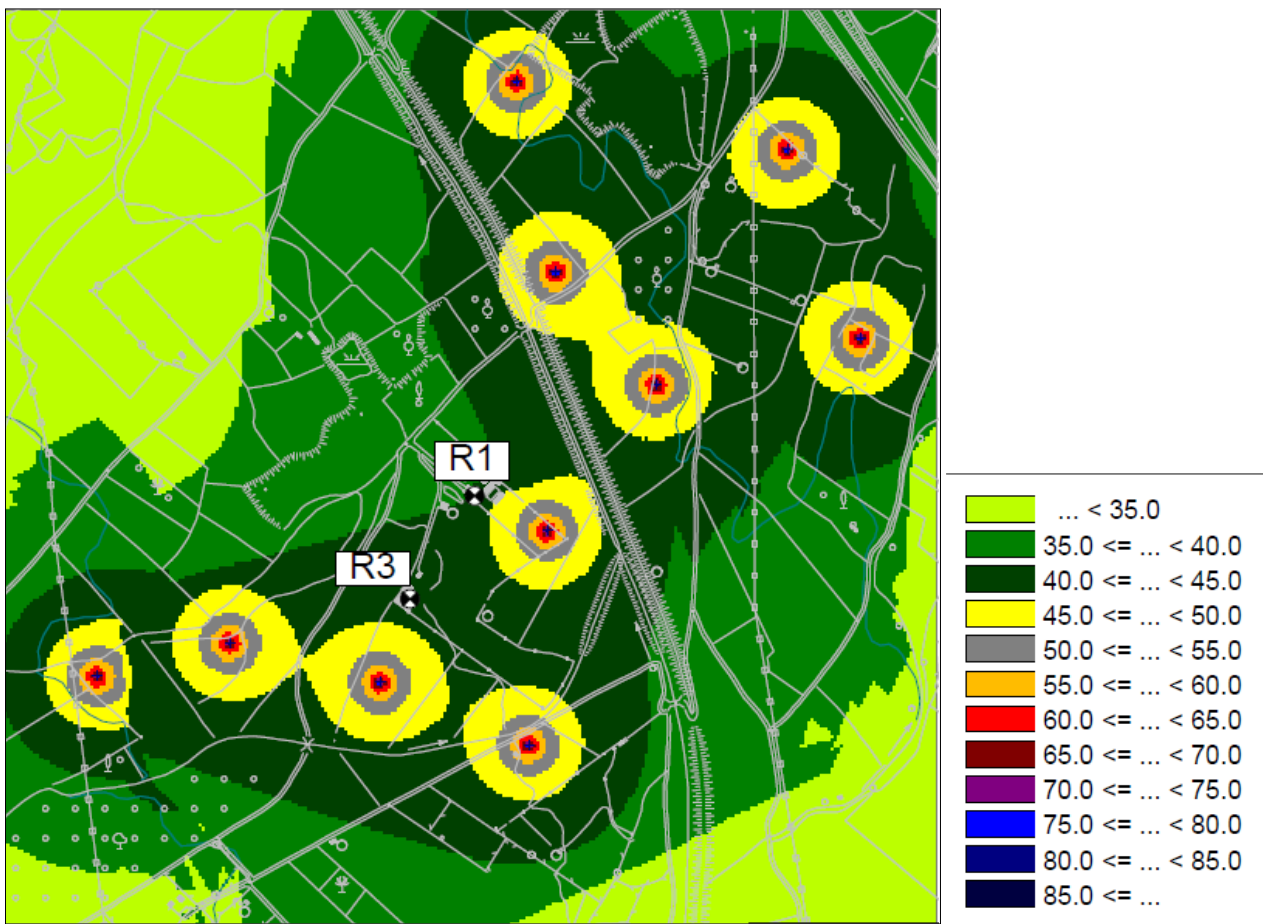 R1
R3
... < 35.0
35.0 <= ... < 40.0
40.0 <= ... < 45.0
45.0 <= ... < 50.0
50.0 <= ... < 55.0
55.0 <= ... < 60.0
60.0 <= ... < 65.0
65.0 <= ... < 70.0
70.0 <= ... < 75.0
75.0 <= ... < 80.0
80.0 <= ... < 85.0
85.0 <= ...